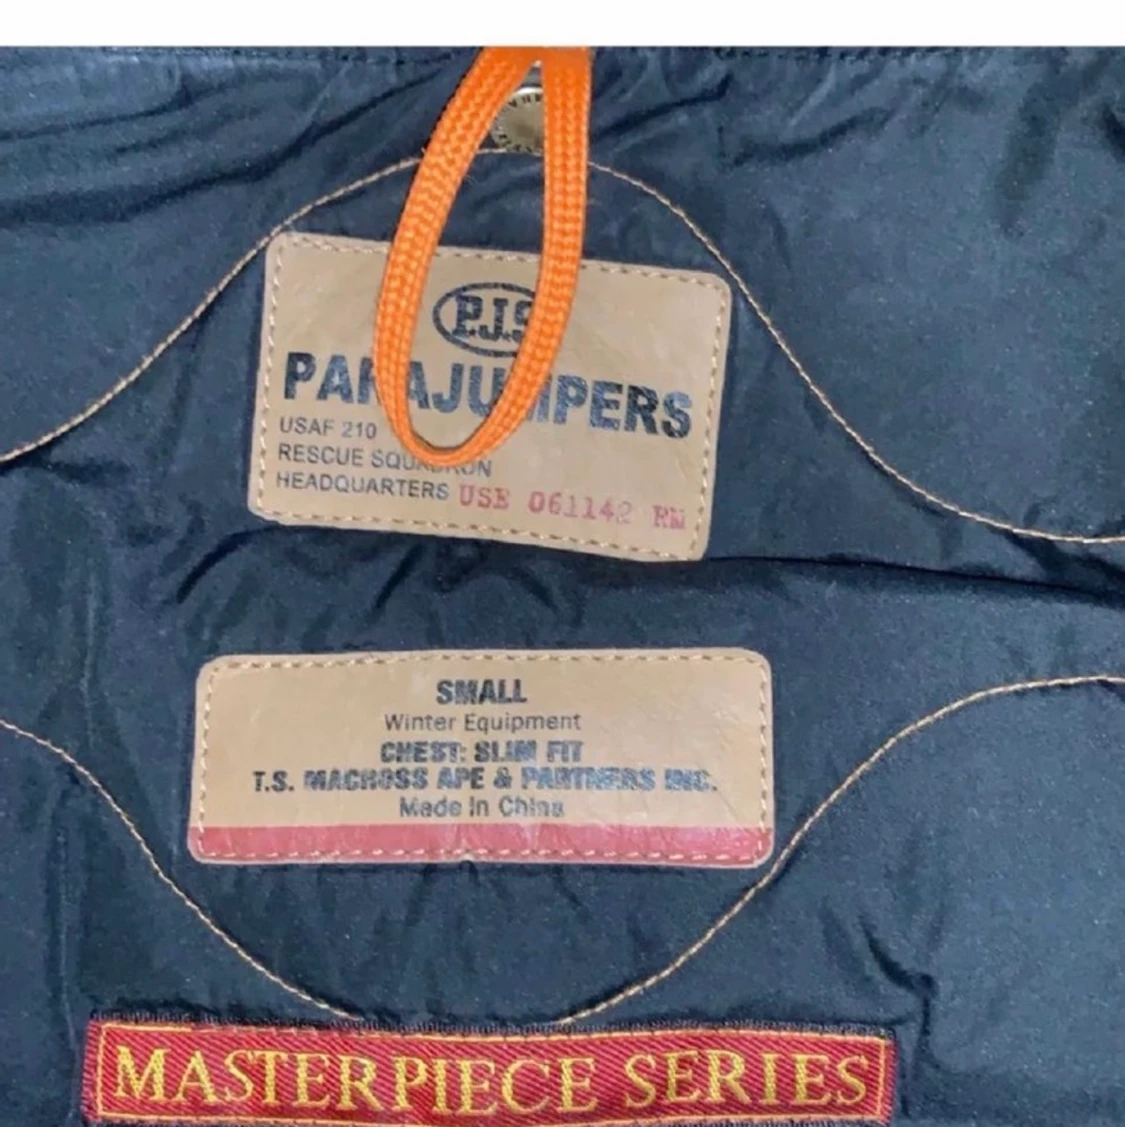 P.J.S
PARAJUMPERS
USAF 210
RESCUE SQUADRON
HEADQUARTERS USE 061142 RM
SMALL
Winter Equipment
CHEST: SLIM FIT
T.S. MACHOSS APE & PARTNERS INC.
Made in China
MASTERPIECE SERIES